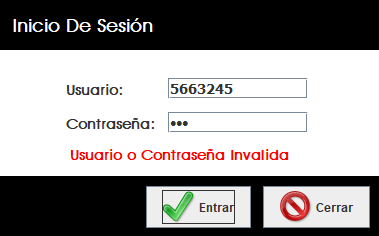 Inicio De Sesión
Usuario: 5663245
Contraseña: •••
Usuario o Contraseña Invalida
Entrar Cerrar